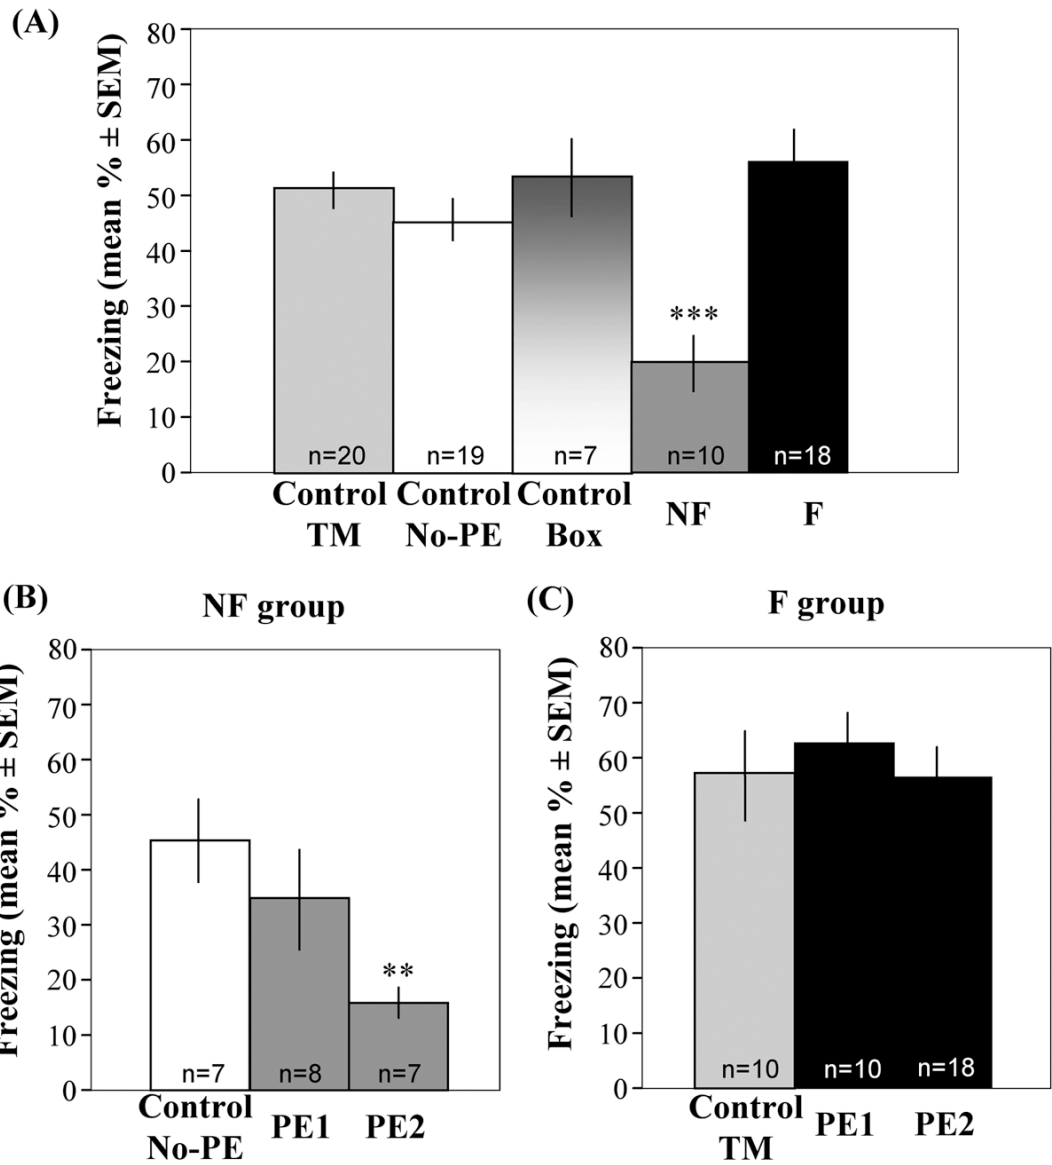 (A)
Freezing (mean % ± SEM)
80
70
60
50
40
30
20
10
0
***
n=20 n=19 n=7 n=10 n=18
Control Control Control NF F
TM No-PE Box
(B) NF group
Freezing (mean % ± SEM)
80
70
60
50
40
30
20
10
0
**
n=7 n=8 n=7
Control PE1 PE2
No-PE
(C) F group
Freezing (mean % ± SEM)
80
70
60
50
40
30
20
10
0
n=10 n=10 n=18
Control PE1 PE2
TM